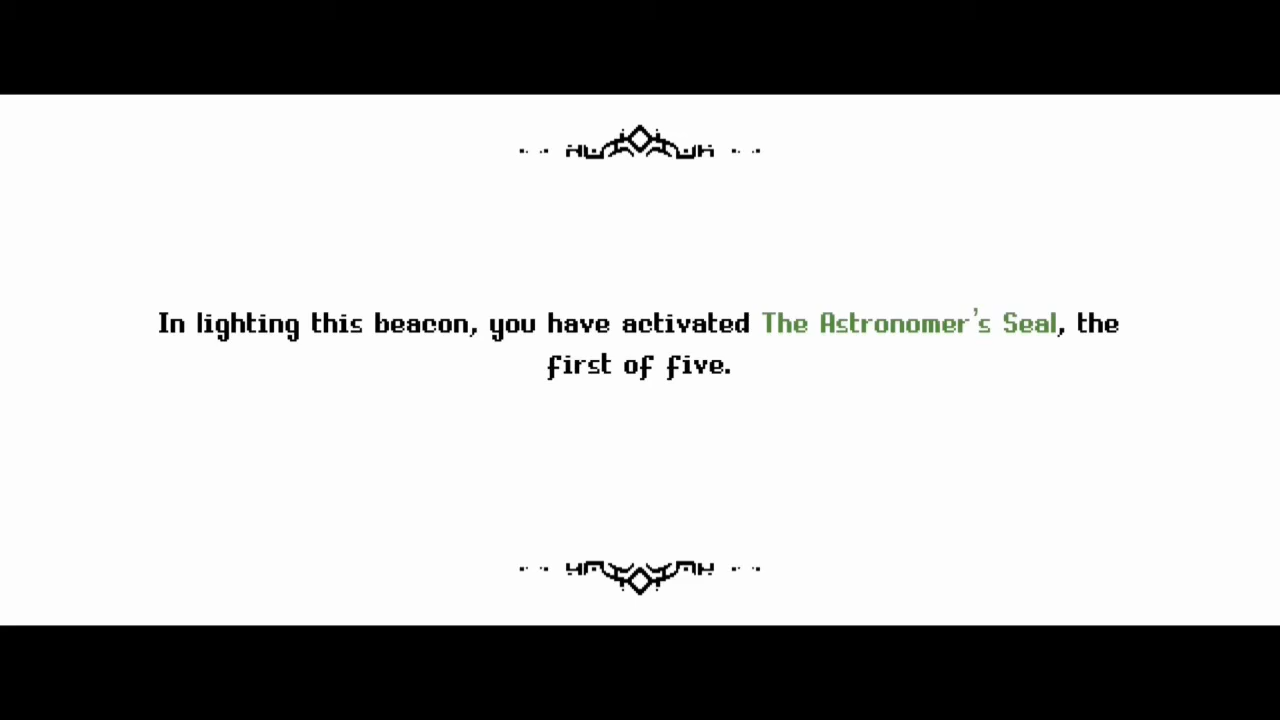 In lighting this beacon, you have activated The Astronomer's Seal, the
first of five.